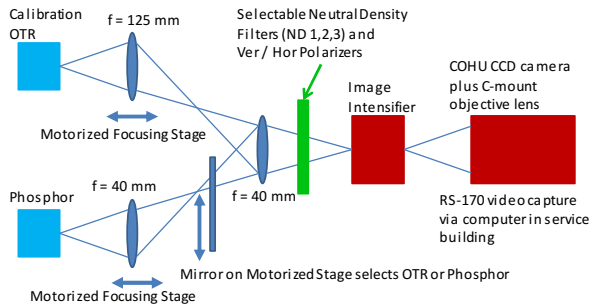 Calibration
OTR
f = 125 mm
Motorized Focusing Stage
Selectable Neutral Density
Filters (ND 1,2,3) and
Ver / Hor Polarizers
Image
Intensifier
COHU CCD camera
plus C-mount
objective lens
Phosphor
f = 40 mm
f = 40 mm
RS-170 video capture
via computer in service
building
Mirror on Motorized Stage selects OTR or Phosphor
Motorized Focusing Stage